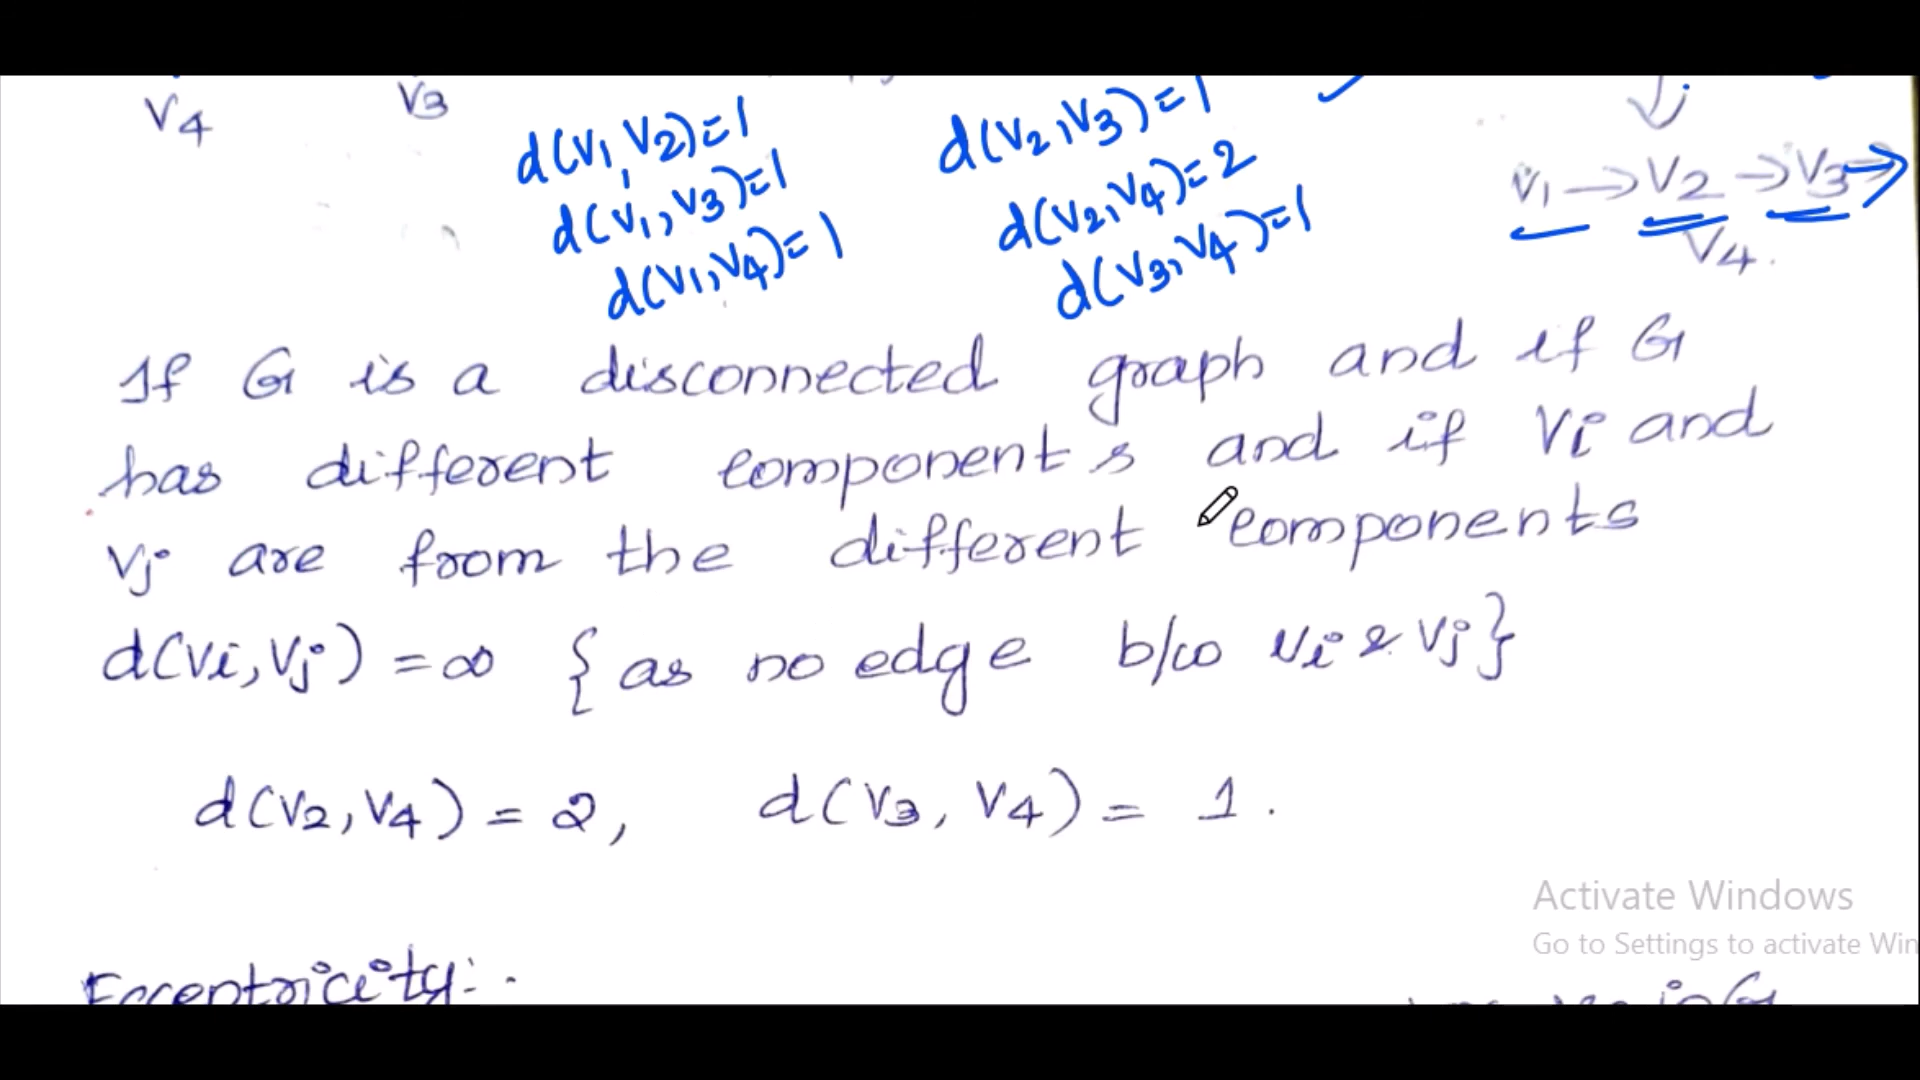 V4
V3
d(V1, V2)=1
d(V1, V3)=1
d(V1, V4)=1
d(V2, V3)=1
d(V2, V4)=2
d(V3, V4)=1
V1 → V2 → V3 →
V4.
If G is a disconnected graph and if G
has different components and if Vi and
Vj are from the different components
d(Vi, Vj) = ∞ {as no edge b/w Vi & Vj}
d(V2, V4) = 2, d(V3, V4) = 1.
Activate Windows
Go to Settings to activate Win
Eccentricity:.
in G